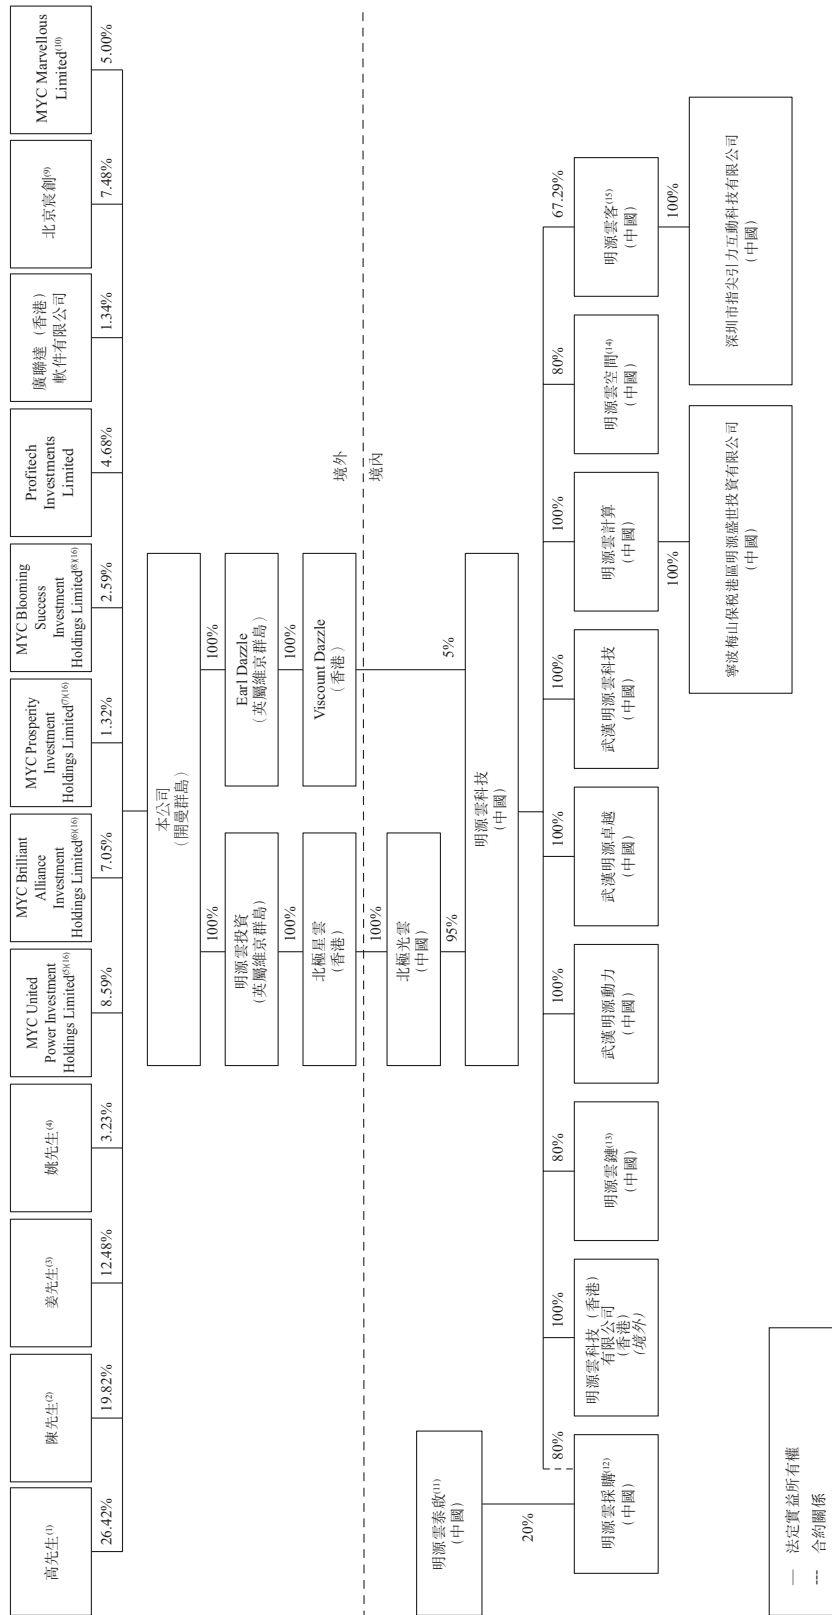 高先生(1)
26.42%
陳先生(2)
19.82%
姜先生(3)
12.48%
姚先生(4)
3.23%
MYC United
Power Investment
Holdings Limited(5)(16)
8.59%
MYC Brilliant
Alliance
Investment
Holdings Limited(6)(16)
7.05%
MYC Prosperity
Investment
Holdings Limited(7)(16)
1.32%
MYC Blooming
Success
Investment
Holdings Limited(8)(16)
2.59%
Profitech
Investments
Limited
4.68%
廣聯達（香港）
軟件有限公司
1.34%
北京宸創(9)
7.48%
MYC Marvellous
Limited(10)
5.00%
本公司
（開曼群島）
100%
100%
明源雲投資
（英屬維京群島）
Earl Dazzle
（英屬維京群島）
100%
100%
北極星雲
（香港）
Viscount Dazzle
（香港）
境外
境內
100%
北極光雲
（中國）
95%
5%
明源雲科技
（中國）
明源雲泰啟(11)
（中國）
20%
80%
100%
80%
100%
100%
100%
100%
80%
67.29%
明源雲採購(12)
（中國）
明源雲科技（香港）
有限公司
（香港）
（境外）
明源雲鏈(13)
（中國）
武漢明源動力
（中國）
武漢明源卓越
（中國）
武漢明源雲科技
（中國）
明源雲計算
（中國）
明源雲空間(14)
（中國）
明源雲客(15)
（中國）
100%
100%
寧波梅山保税港區明源盛世投資有限公司
（中國）
深圳市指尖引力互動科技有限公司
（中國）
— 法定實益所有權
--- 合約關係